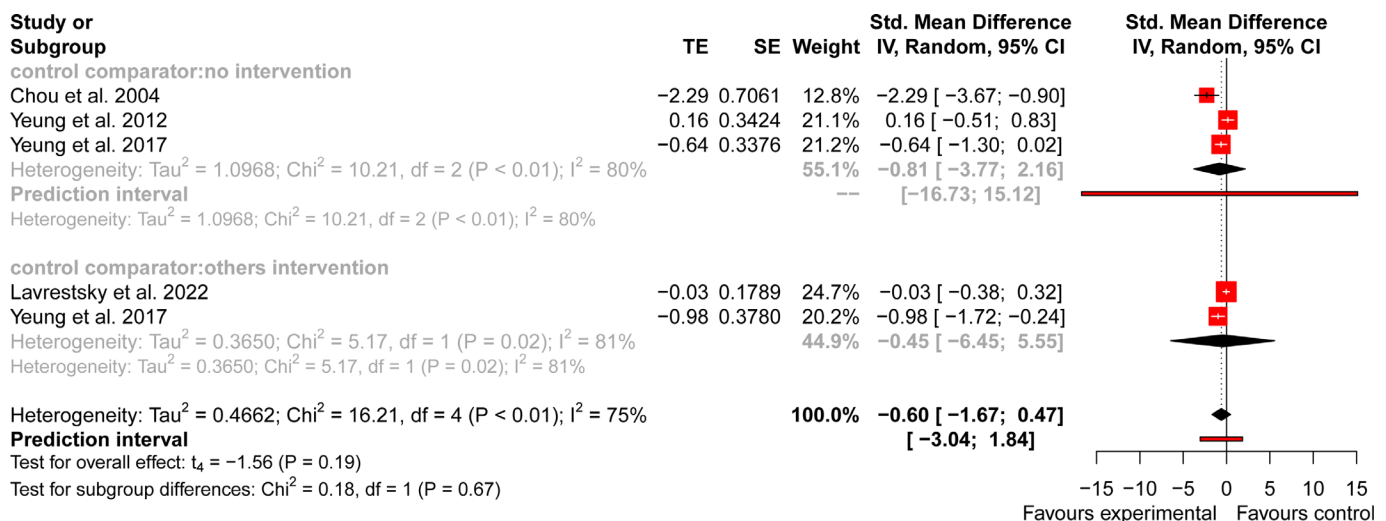 Study or Std. Mean Difference Std. Mean Difference
Subgroup TE SE Weight IV, Random, 95% CI IV, Random, 95% CI
control comparator:no intervention
Chou et al. 2004 −2.29 0.7061 12.8% −2.29 [ −3.67; −0.90]
Yeung et al. 2012 0.16 0.3424 21.1% 0.16 [ −0.51; 0.83]
Yeung et al. 2017 −0.64 0.3376 21.2% −0.64 [ −1.30; 0.02]
Heterogeneity: Tau² = 1.0968; Chi² = 10.21, df = 2 (P < 0.01); I² = 80% 55.1% −0.81 [ −3.77; 2.16]
Prediction interval −− [−16.73; 15.12]
Heterogeneity: Tau² = 1.0968; Chi² = 10.21, df = 2 (P < 0.01); I² = 80%
control comparator:others intervention
Lavrestsky et al. 2022 −0.03 0.1789 24.7% −0.03 [ −0.38; 0.32]
Yeung et al. 2017 −0.98 0.3780 20.2% −0.98 [ −1.72; −0.24]
Heterogeneity: Tau² = 0.3650; Chi² = 5.17, df = 1 (P = 0.02); I² = 81% 44.9% −0.45 [ −6.45; 5.55]
Heterogeneity: Tau² = 0.3650; Chi² = 5.17, df = 1 (P = 0.02); I² = 81%
Heterogeneity: Tau² = 0.4662; Chi² = 16.21, df = 4 (P < 0.01); I² = 75% 100.0% −0.60 [ −1.67; 0.47]
Prediction interval [ −3.04; 1.84]
Test for overall effect: t₄ = −1.56 (P = 0.19)
Test for subgroup differences: Chi² = 0.18, df = 1 (P = 0.67)
−15 −10 −5 0 5 10 15
Favours experimental Favours control